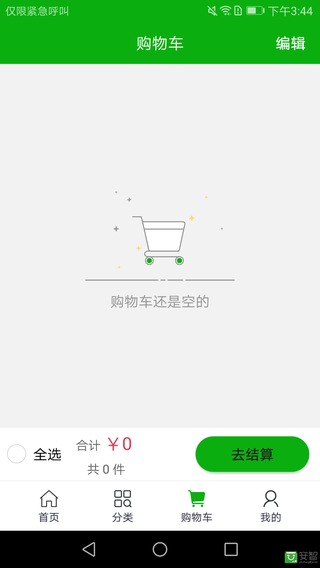 仅限紧急呼叫 下午3:44
购物车 编辑
购物车还是空的
全选 合计 ￥0 去结算
共 0 件
首页 分类 购物车 我的
安智